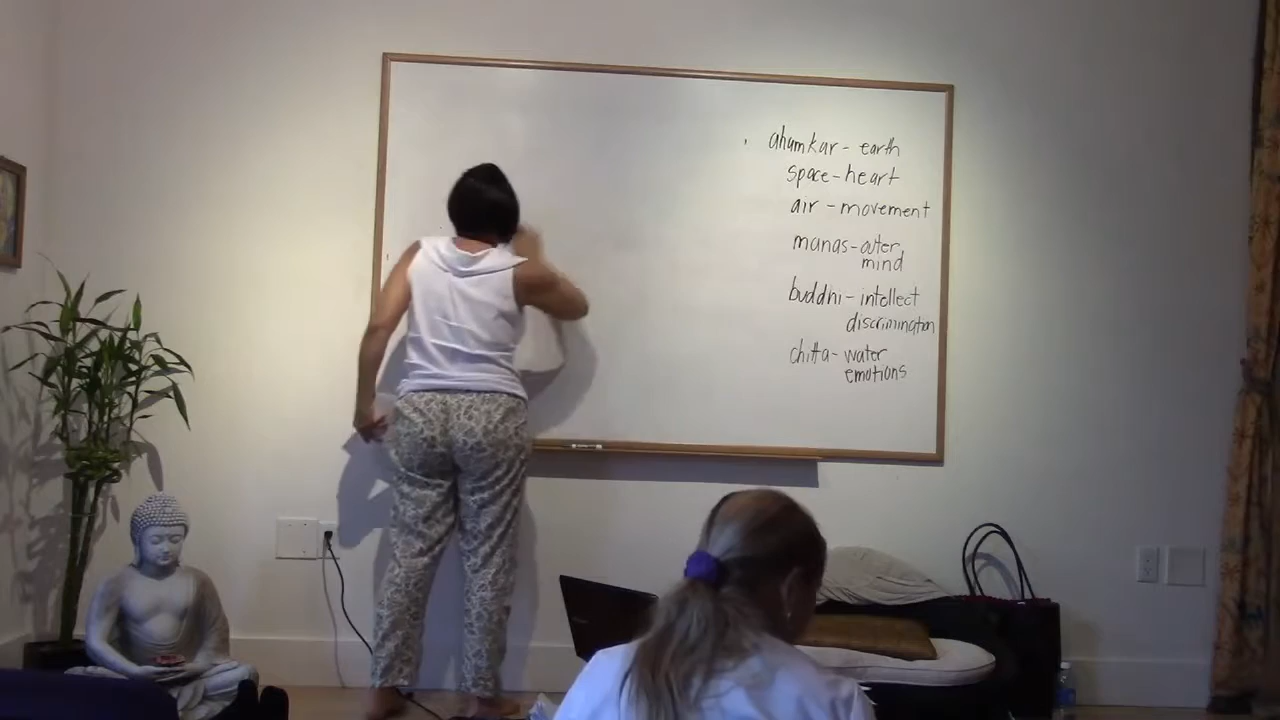 ahumkar - earth
space - heart
air - movement
manas - outer
mind
buddhi - intellect
discrimination
chitta - water
emotions